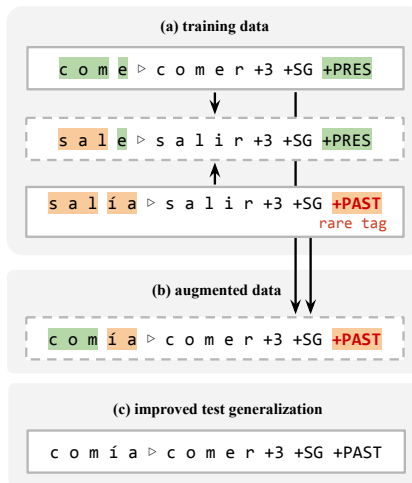 (a) training data
c o m e ▷ c o m e r +3 +SG +PRES
s a l e ▷ s a l i r +3 +SG +PRES
s a l í a ▷ s a l i r +3 +SG +PAST
rare tag
(b) augmented data
c o m í a ▷ c o m e r +3 +SG +PAST
(c) improved test generalization
c o m í a ▷ c o m e r +3 +SG +PAST